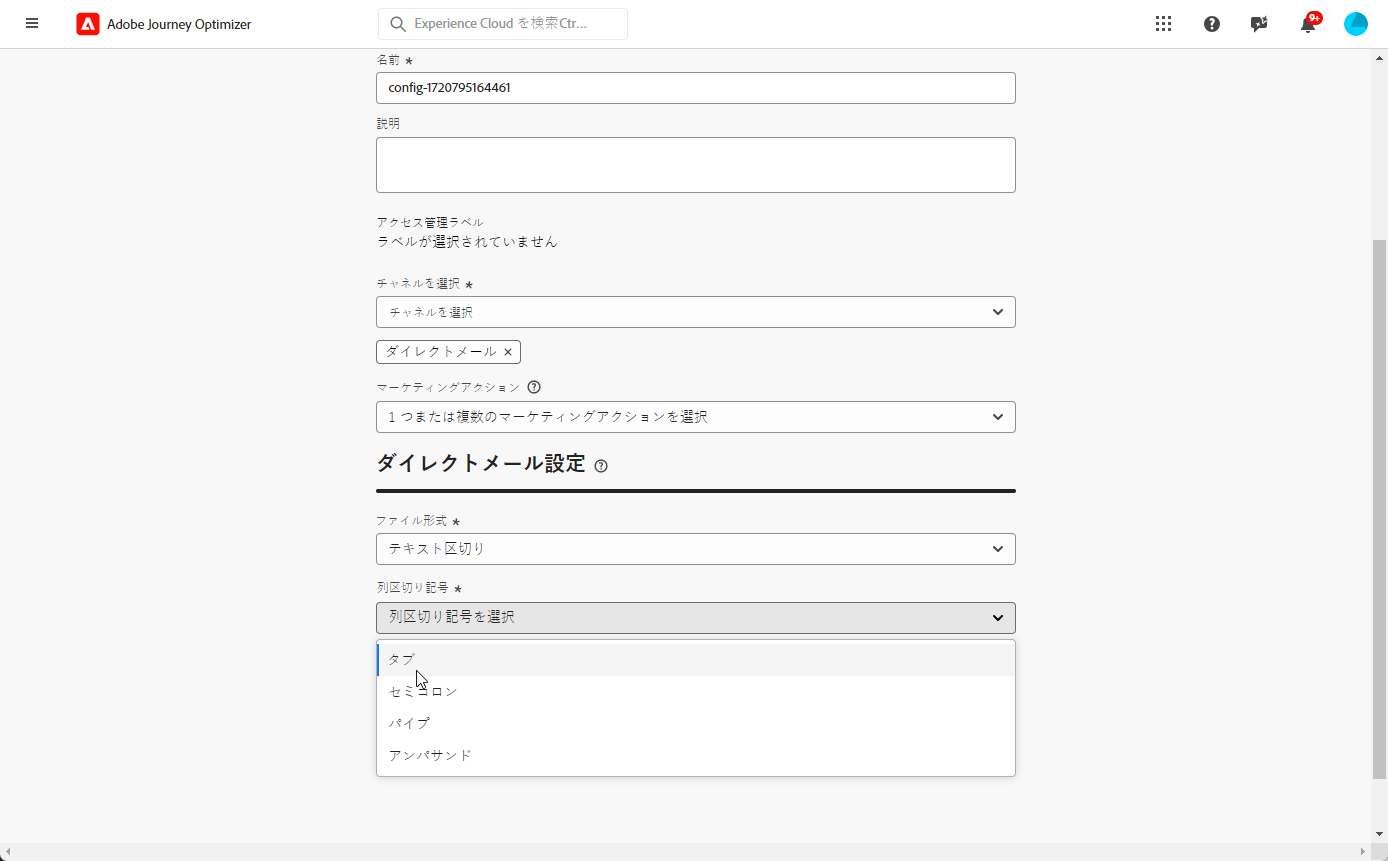 Adobe Journey Optimizer
Experience Cloud を検索Ctr...
9+
名前 *
config-1720795164461
説明
アクセス管理ラベル
ラベルが選択されていません
チャネルを選択 *
チャネルを選択
ダイレクトメール ×
マーケティングアクション ?
1 つまたは複数のマーケティングアクションを選択
ダイレクトメール設定 ?
ファイル形式 *
テキスト区切り
列区切り記号 *
列区切り記号を選択
タブ
セミコロン
パイプ
アンパサンド